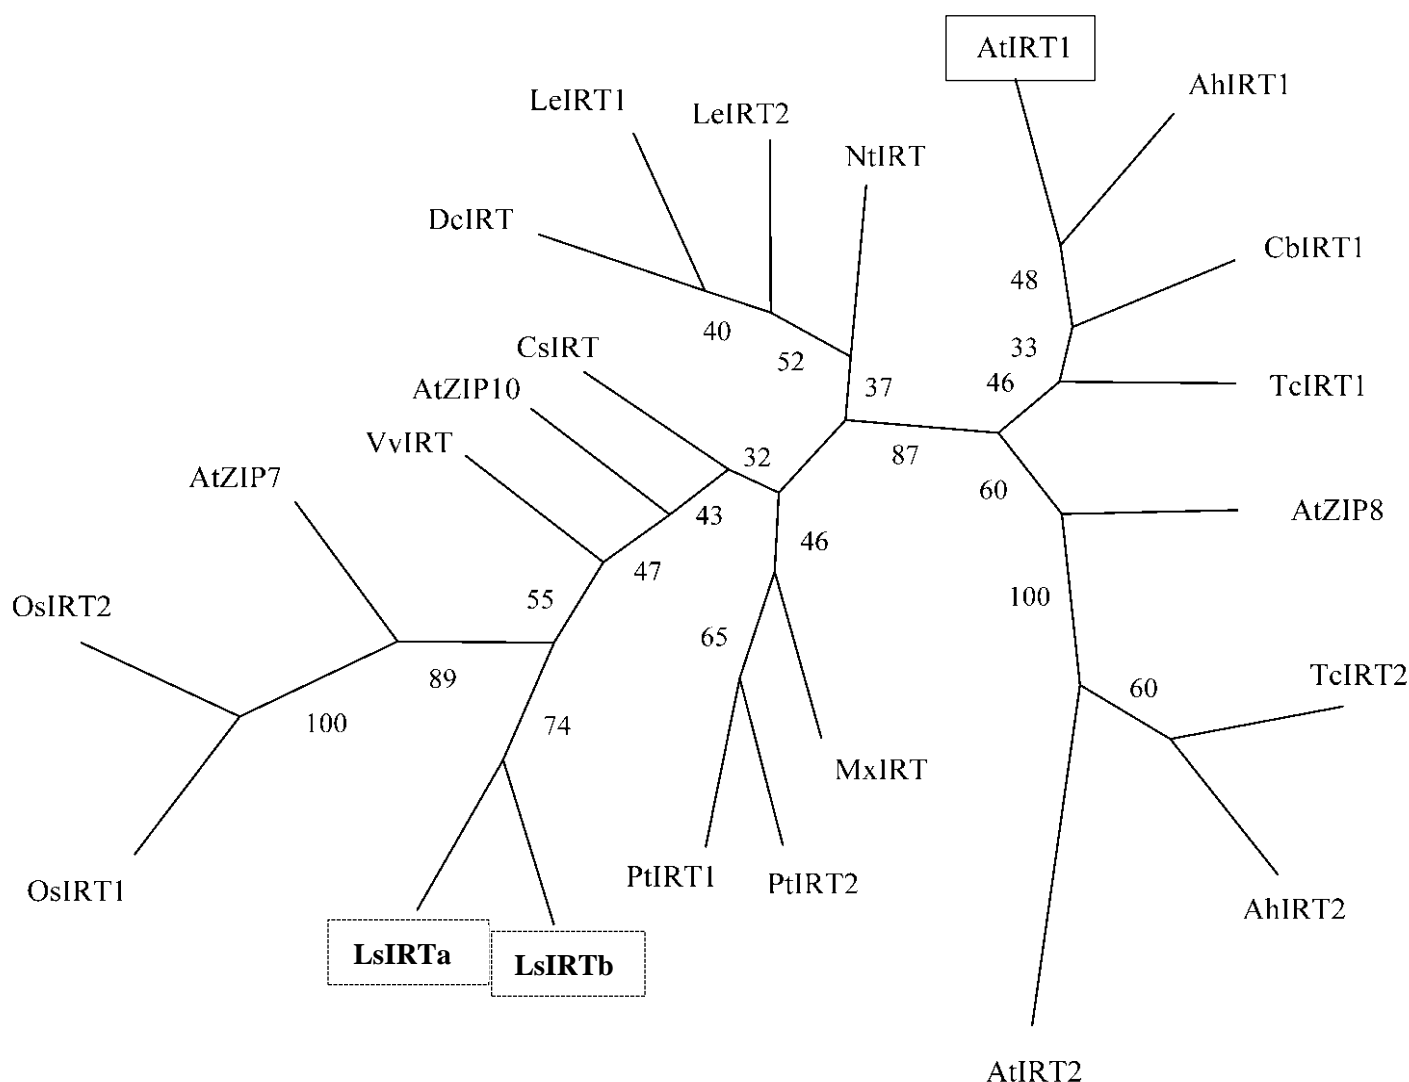 AtIRT1
AhIRT1
LeIRT1
LeIRT2
NtIRT
DcIRT
CbIRT1
48
40
33
CsIRT
52
46
37
TcIRT1
AtZIP10
VvIRT
32
87
AtZIP7
60
43
AtZIP8
46
47
55
100
OsIRT2
65
89
TcIRT2
60
100
74
MxIRT
PtIRT1
PtIRT2
OsIRT1
AhIRT2
LsIRTa
LsIRTb
AtIRT2